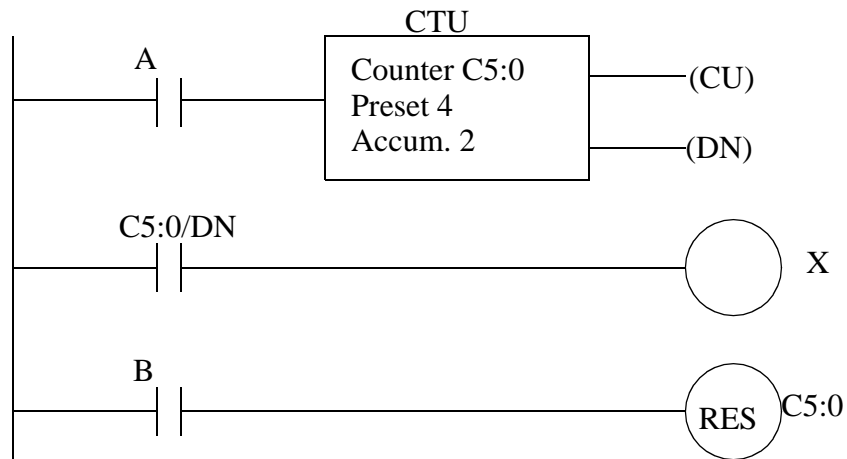 CTU
A
Counter C5:0
Preset 4
Accum. 2
(CU)
(DN)
C5:0/DN
X
B
RES
C5:0